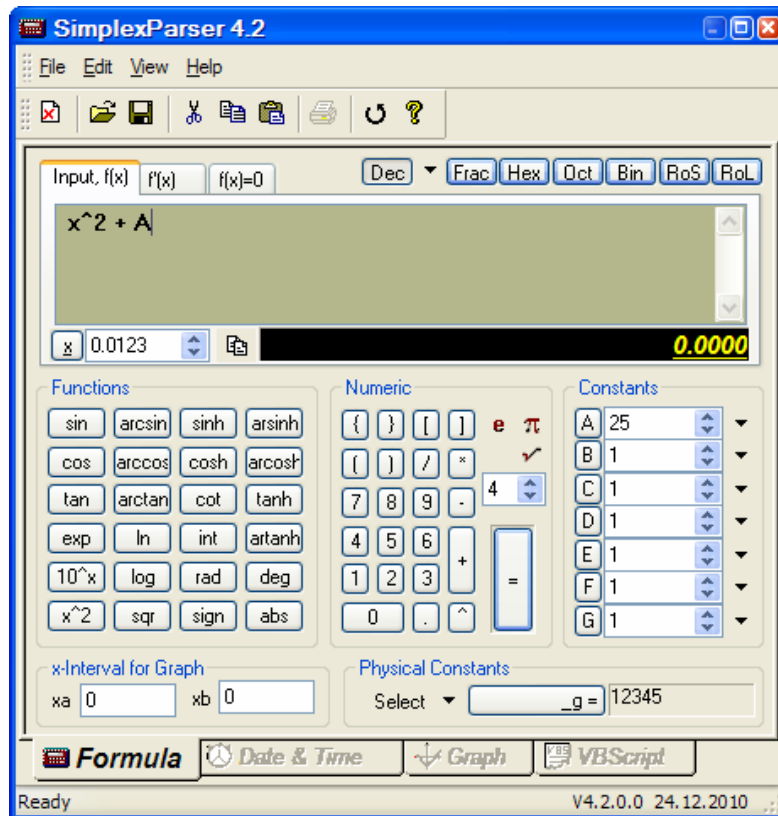 SimplexParser 4.2
File Edit View Help
Input, f(x) f'(x) f(x)=0 Dec Frac Hex Oct Bin RoS RoL
x^2 + A
x 0.0123 0.0000
Functions Numeric Constants
sin arcsin sinh arsinh { } [ ] e π A 25
cos arccos cosh arcosh ( ) / * ✓ B 1
tan arctan cot tanh 7 8 9 - 4 C 1
D 1
exp ln int artanh 4 5 6 + = E 1
10^x log rad deg 1 2 3 F 1
x^2 sqr sign abs 0 . ^ G 1
x-Interval for Graph Physical Constants
xa 0 xb 0 Select _g = 12345
Formula Date & Time Graph VBScript
Ready V4.2.0.0 24.12.2010